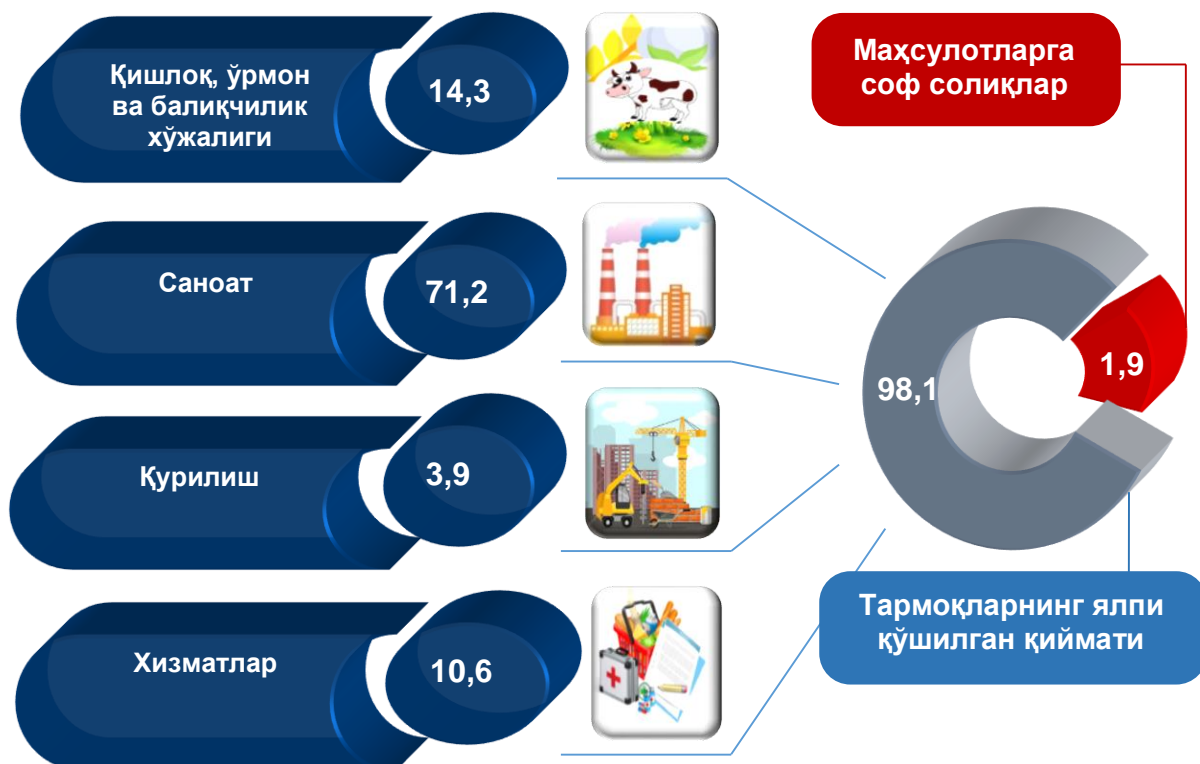 Қишлоқ, ўрмон
ва балиқчилик
хўжалиги
14,3
Саноат
71,2
Қурилиш
3,9
Хизматлар
10,6
Маҳсулотларга
соф солиқлар
98,1
1,9
Тармоқларнинг ялпи
қўшилган қиймати